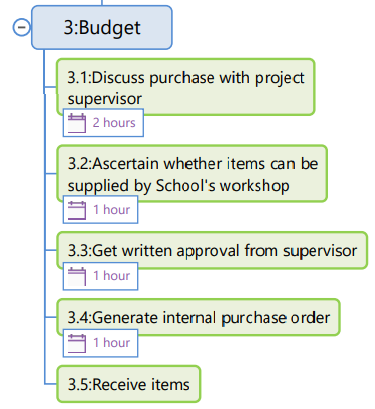 3:Budget
3.1:Discuss purchase with project
supervisor
2 hours
3.2:Ascertain whether items can be
supplied by School's workshop
1 hour
3.3:Get written approval from supervisor
1 hour
3.4:Generate internal purchase order
1 hour
3.5:Receive items